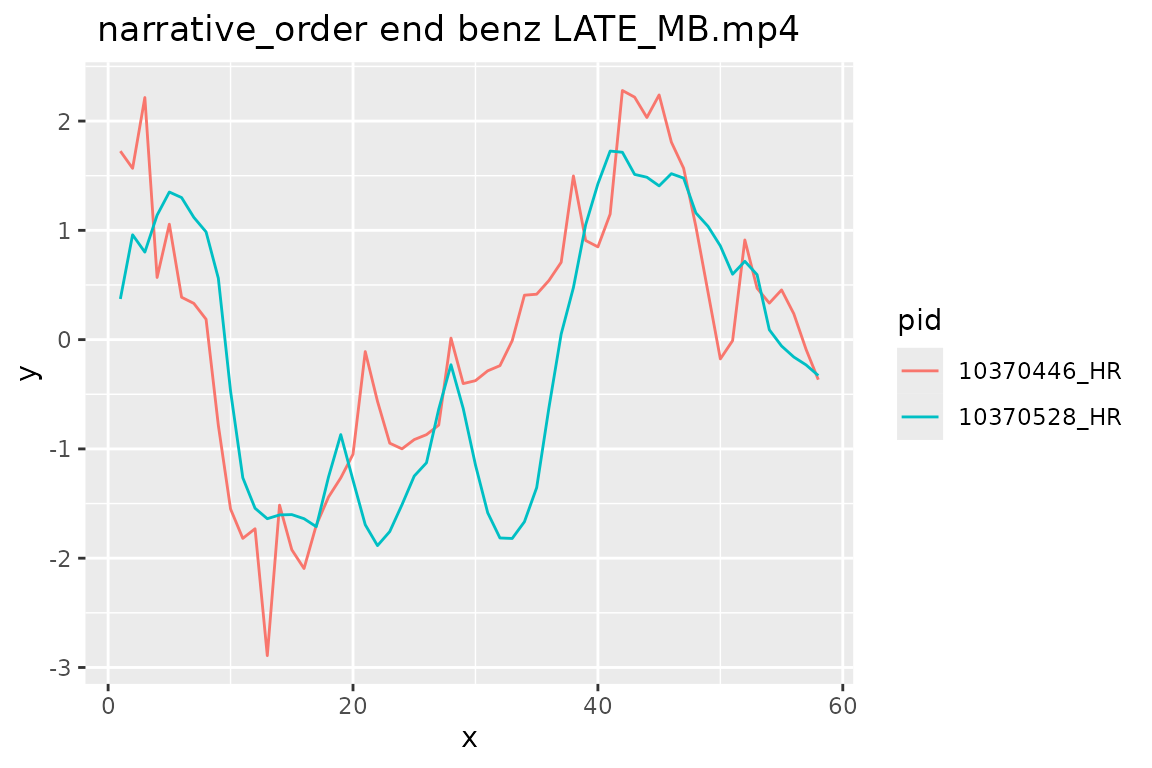 narrative_order end benz LATE_MB.mp4
2
1
0
-1
-2
-3
y
0 20 40 60
x
pid
10370446_HR
10370528_HR